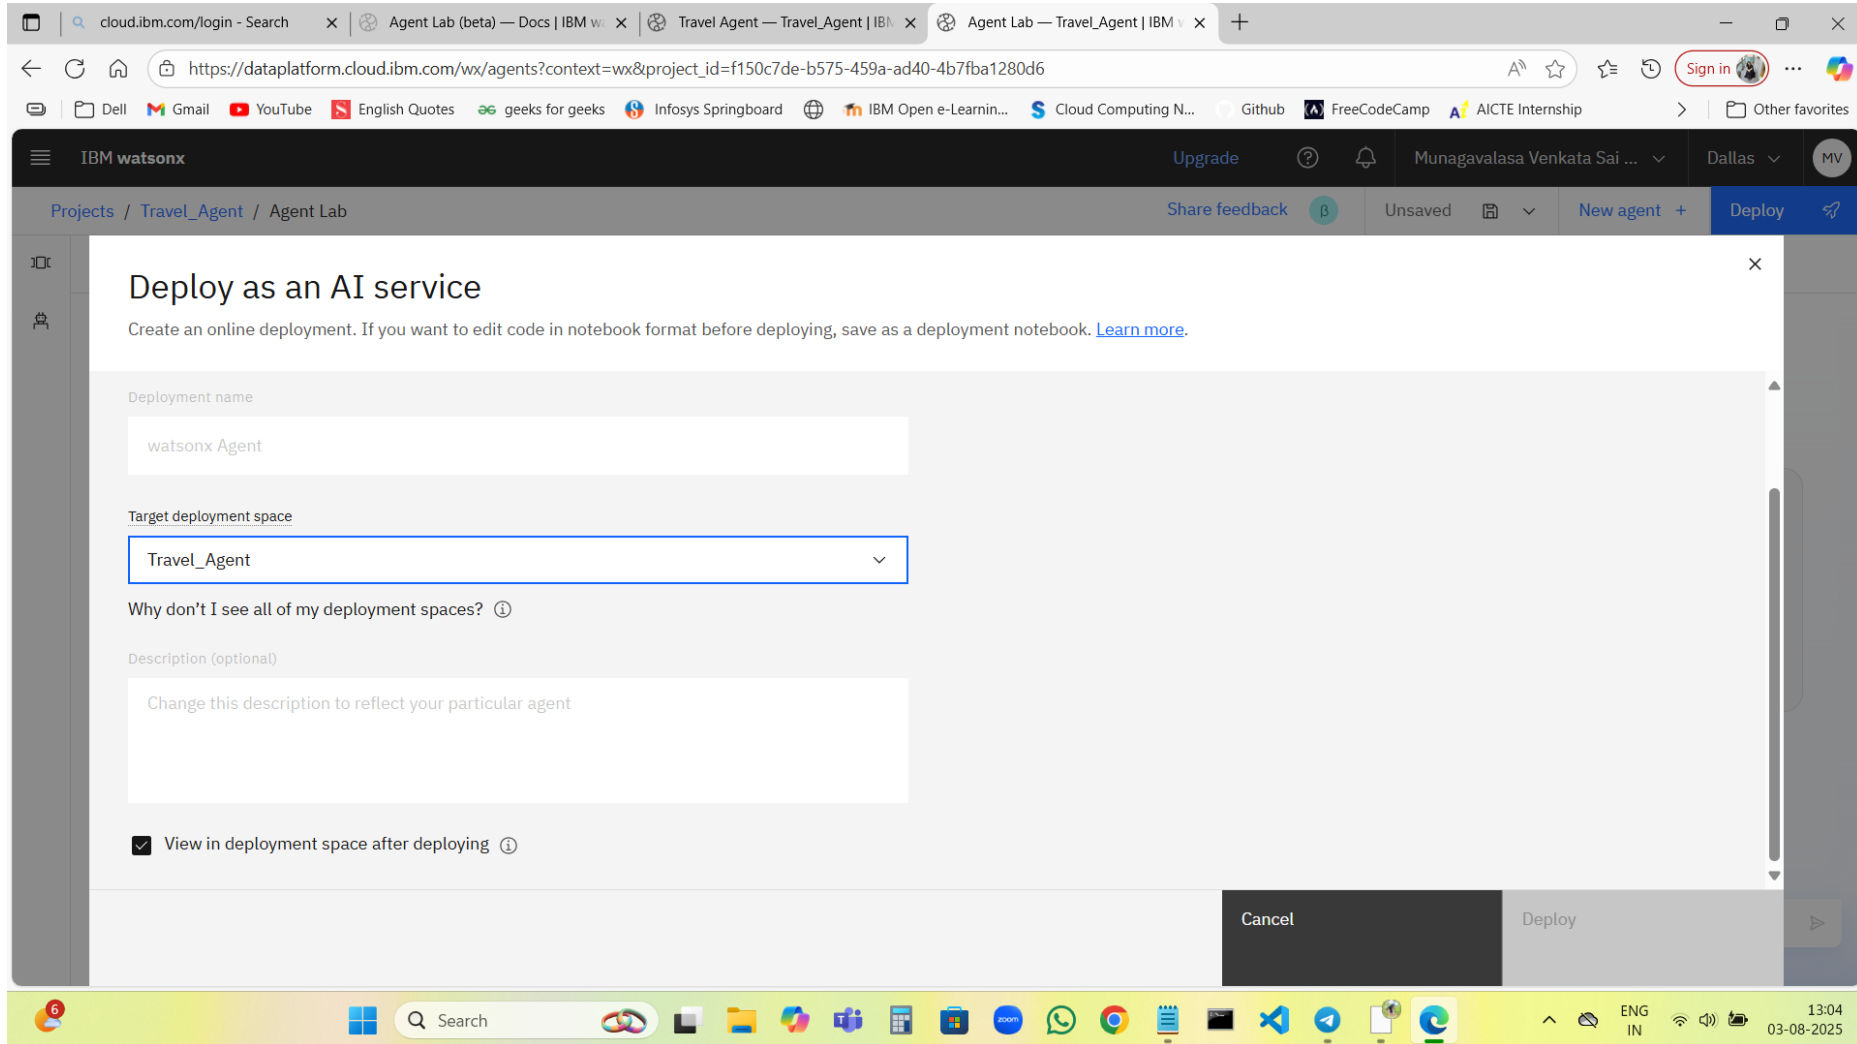 cloud.ibm.com/login - Search
Agent Lab (beta) — Docs | IBM wa
Travel Agent — Travel_Agent | IBM
Agent Lab — Travel_Agent | IBM w
https://dataplatform.cloud.ibm.com/wx/agents?context=wx&project_id=f150c7de-b575-459a-ad40-4b7fba1280d6
Sign in
Dell
Gmail
YouTube
English Quotes
geeks for geeks
Infosys Springboard
IBM Open e-Learnin...
Cloud Computing N...
Github
FreeCodeCamp
AICTE Internship
Other favorites
IBM watsonx
Upgrade
Munagavalasa Venkata Sai ...
Dallas
MV
Projects / Travel_Agent / Agent Lab
Share feedback
β
Unsaved
New agent +
Deploy
Deploy as an AI service
Create an online deployment. If you want to edit code in notebook format before deploying, save as a deployment notebook. Learn more.
Deployment name
watsonx Agent
Target deployment space
Travel_Agent
Why don’t I see all of my deployment spaces?
Description (optional)
Change this description to reflect your particular agent
View in deployment space after deploying
Cancel
Deploy
6
Search
zoom
ENG
IN
13:04
03-08-2025